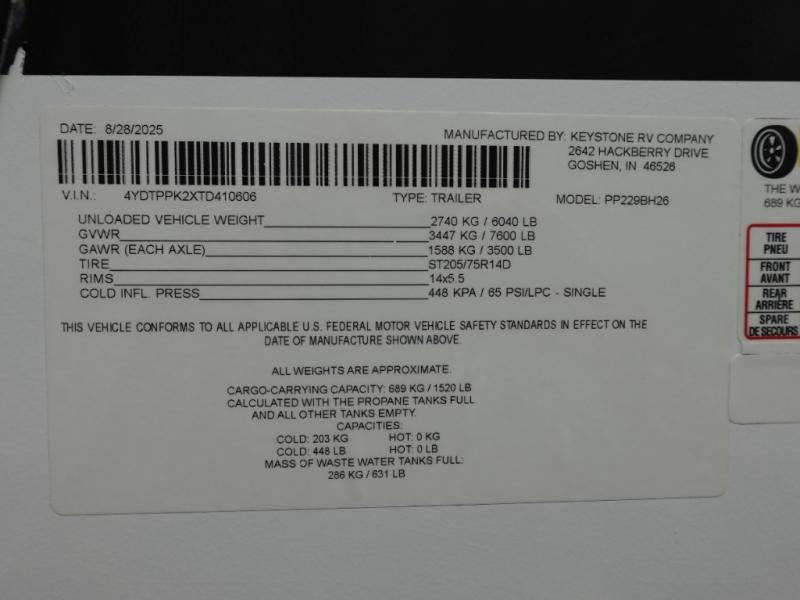 DATE: 8/28/2025
MANUFACTURED BY: KEYSTONE RV COMPANY
2642 HACKBERRY DRIVE
GOSHEN, IN 46526
V.I.N.: 4YDTPPK2XTD410606 TYPE: TRAILER MODEL: PP229BH26
UNLOADED VEHICLE WEIGHT 2740 KG / 6040 LB
GVWR 3447 KG / 7600 LB
GAWR (EACH AXLE) 1588 KG / 3500 LB
TIRE ST205/75R14D
RIMS 14x5.5
COLD INFL. PRESS 448 KPA / 65 PSI/LPC - SINGLE
THIS VEHICLE CONFORMS TO ALL APPLICABLE U.S. FEDERAL MOTOR VEHICLE SAFETY STANDARDS IN EFFECT ON THE
DATE OF MANUFACTURE SHOWN ABOVE.
ALL WEIGHTS ARE APPROXIMATE.
CARGO-CARRYING CAPACITY: 689 KG / 1520 LB
CALCULATED WITH THE PROPANE TANKS FULL
AND ALL OTHER TANKS EMPTY.
CAPACITIES:
COLD: 203 KG HOT: 0 KG
COLD: 448 LB HOT: 0 LB
MASS OF WASTE WATER TANKS FULL:
286 KG / 631 LB
THE W
689 KG
TIRE
PNEU
FRONT
AVANT
REAR
ARRIÈRE
SPARE
DE SECOURS